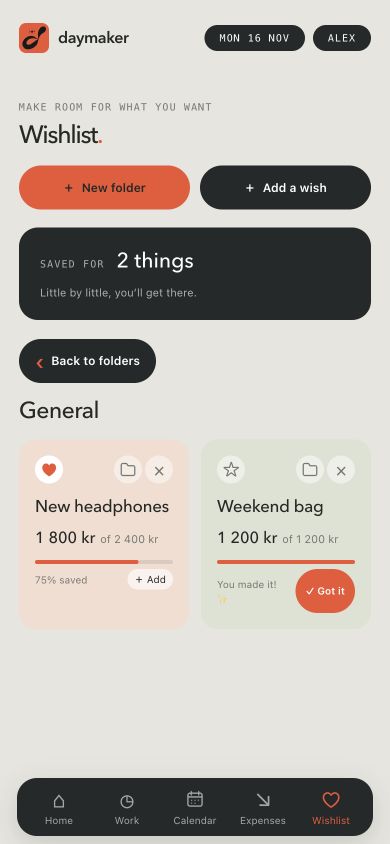 daymaker
MON 16 NOV
ALEX
MAKE ROOM FOR WHAT YOU WANT
Wishlist.
+ New folder
+ Add a wish
SAVED FOR 2 things
Little by little, you’ll get there.
‹ Back to folders
General
New headphones
1 800 kr of 2 400 kr
75% saved
+ Add
Weekend bag
1 200 kr of 1 200 kr
You made it! ✨
✓ Got it
Home
Work
Calendar
Expenses
Wishlist